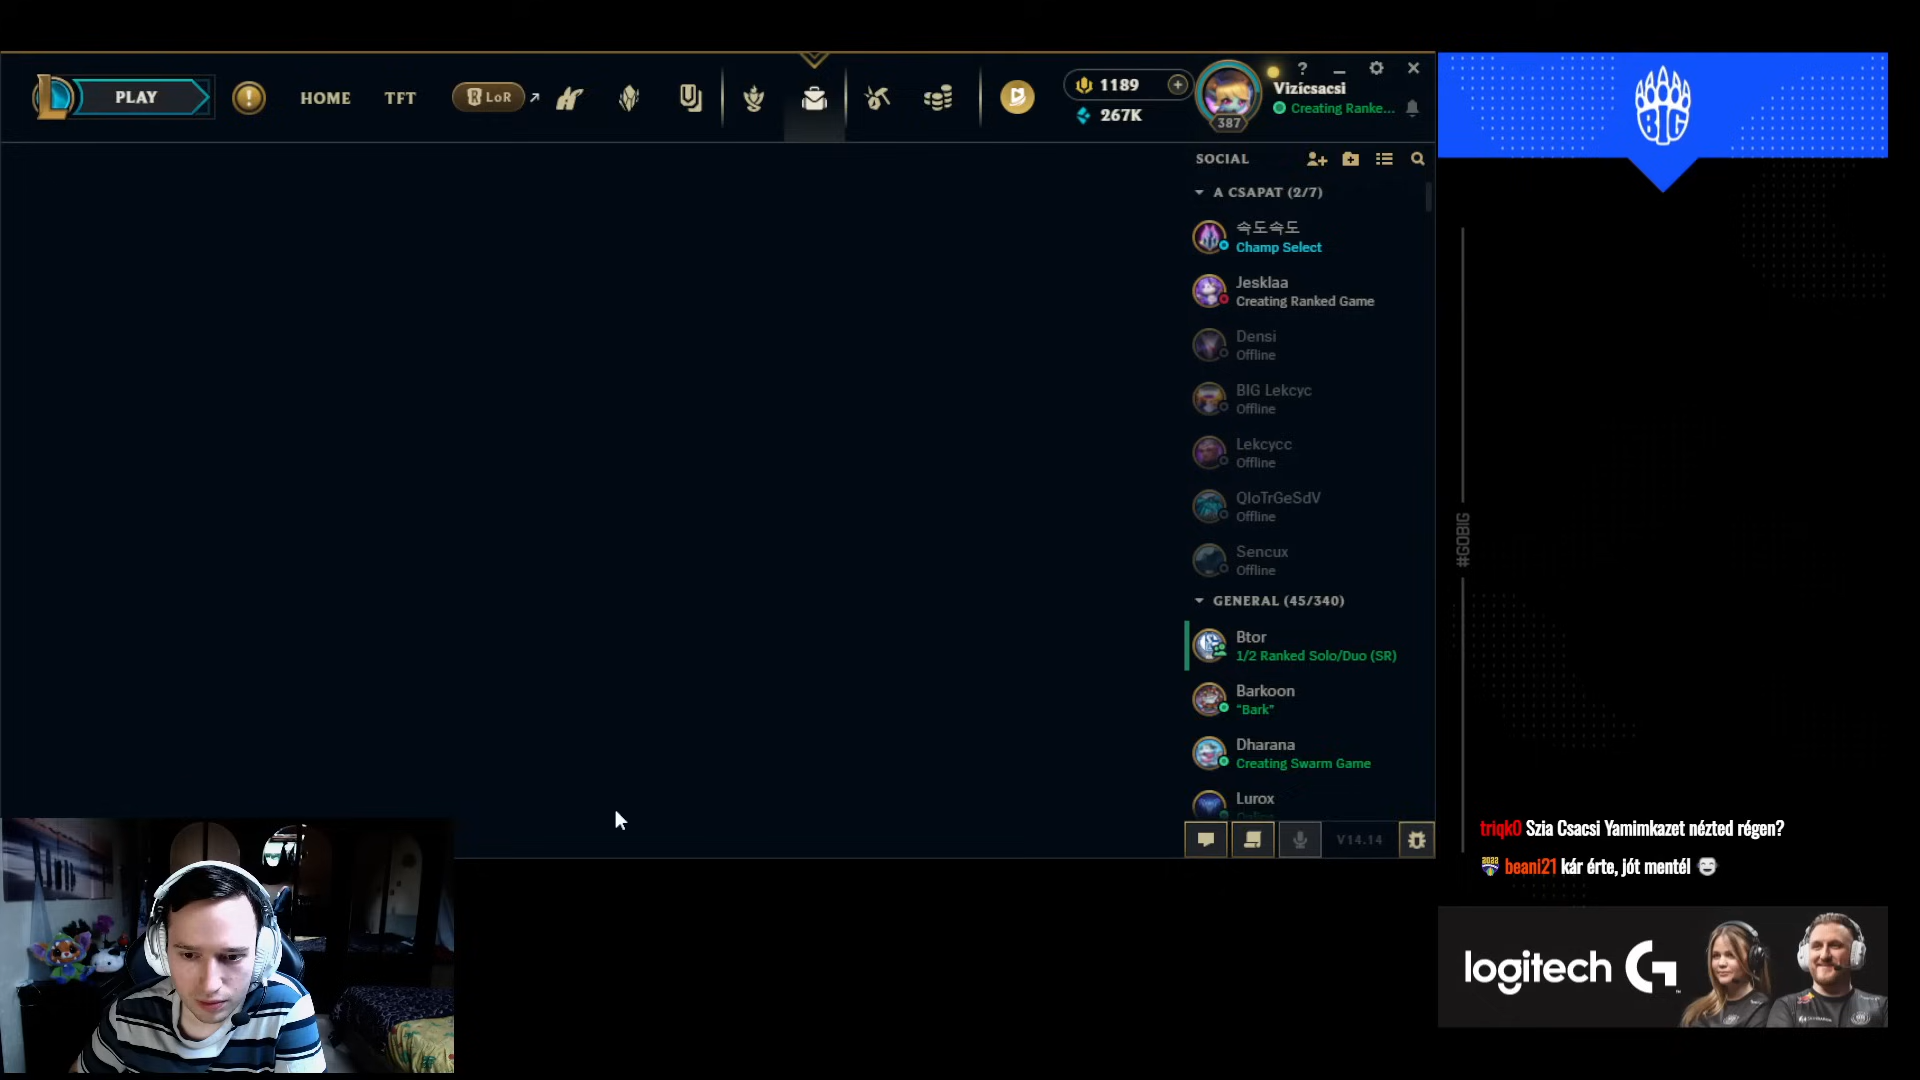 PLAY
HOME
TFT
LoR
1189
267K
387
?
Vizicsacsi
Creating Ranke...
SOCIAL
A CSAPAT (2/7)
속도속도
Champ Select
Jesklaa
Creating Ranked Game
Densi
Offline
BIG Lekcyc
Offline
Lekcycc
Offline
QloTrGeSdV
Offline
Sencux
Offline
GENERAL (45/340)
Btor
1/2 Ranked Solo/Duo (SR)
Barkoon
"Bark"
Dharana
Creating Swarm Game
Lurox
Online
V14.14
BIG
#GOBIG
triqk0 Szia Csacsi Yamimkazet nézted régen?
beani21 kár érte, jót mentél
logitech G